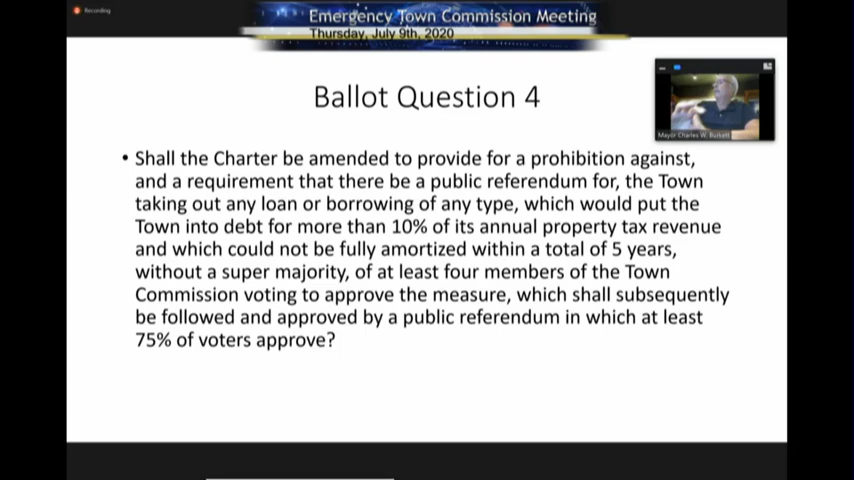 Recording
Emergency Town Commission Meeting
Thursday, July 9th, 2020
Ballot Question 4
Mayor Charles W. Burkett
• Shall the Charter be amended to provide for a prohibition against,
and a requirement that there be a public referendum for, the Town
taking out any loan or borrowing of any type, which would put the
Town into debt for more than 10% of its annual property tax revenue
and which could not be fully amortized within a total of 5 years,
without a super majority, of at least four members of the Town
Commission voting to approve the measure, which shall subsequently
be followed and approved by a public referendum in which at least
75% of voters approve?